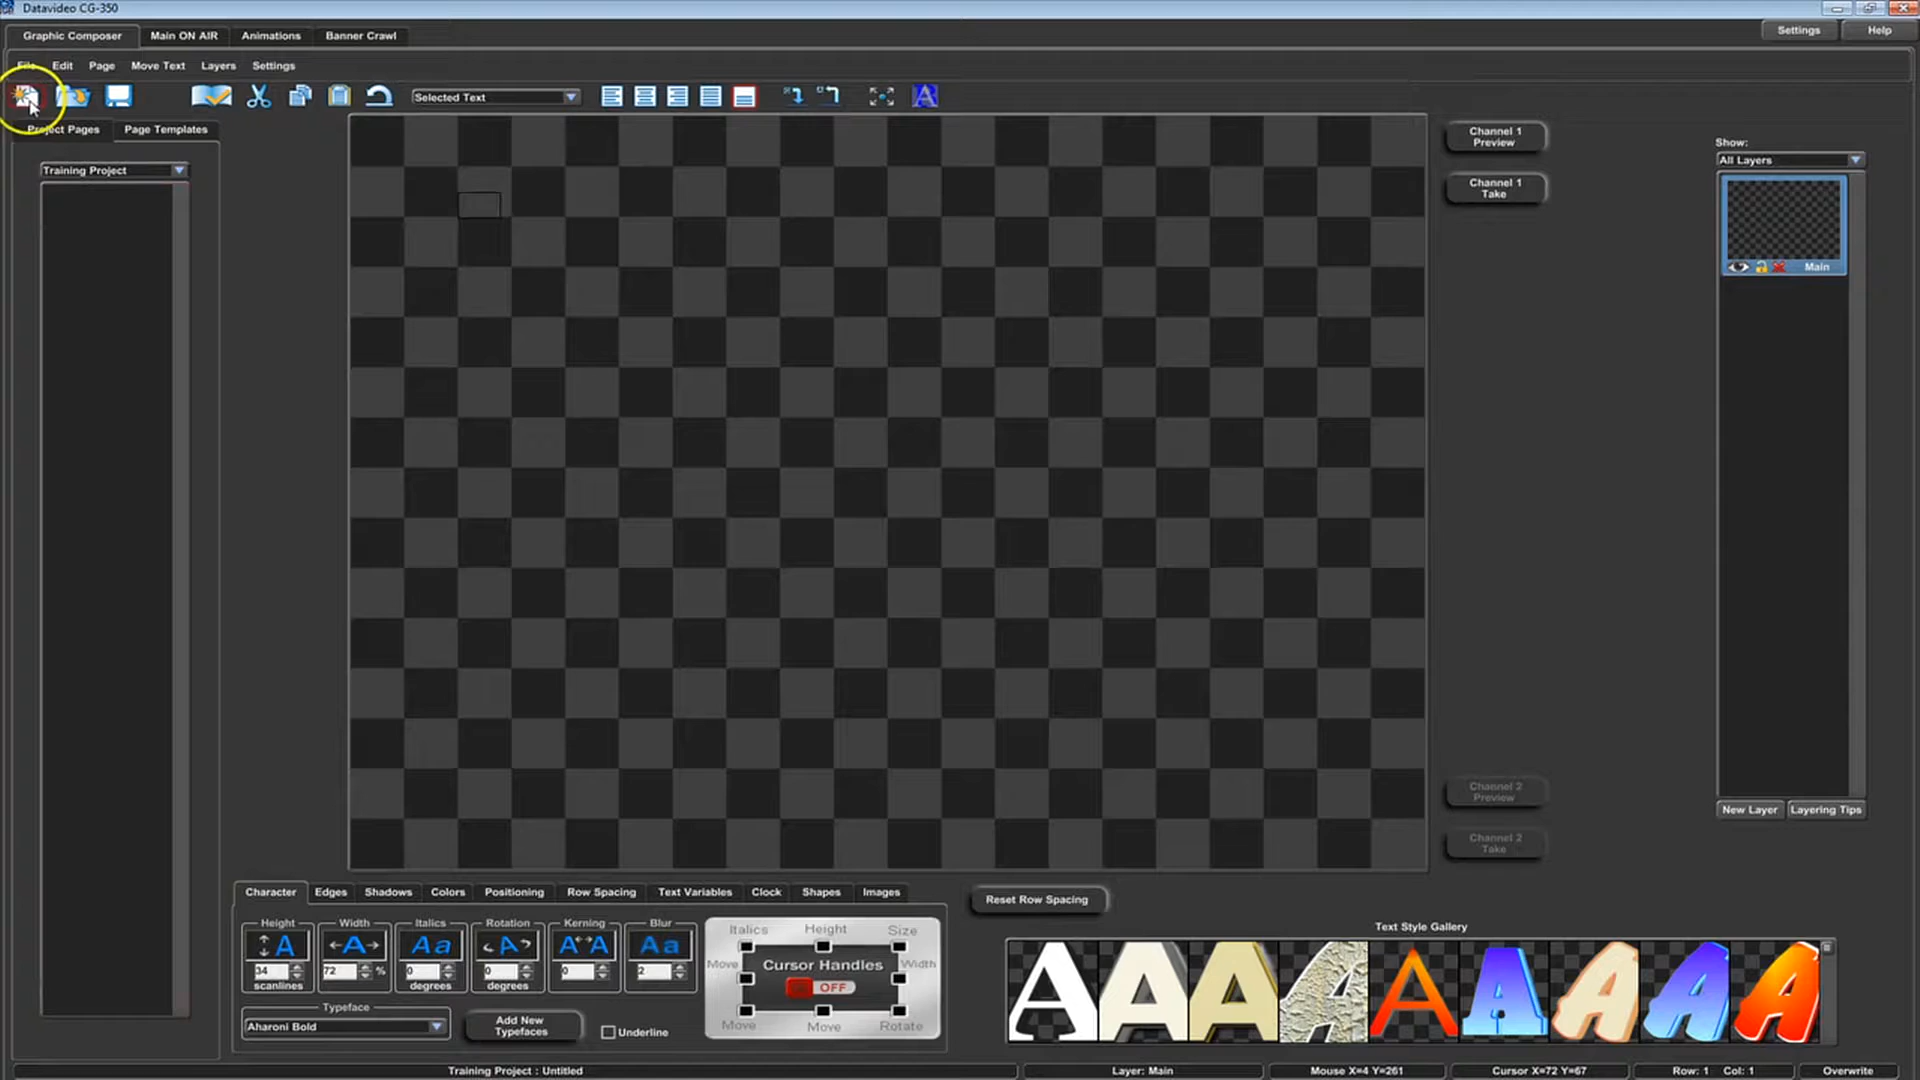 Datavideo CG-350
Graphic Composer
Main ON AIR
Animations
Banner Crawl
Settings
Help
File
Edit
Page
Move Text
Layers
Settings
Selected Text
Project Pages
Page Templates
Training Project
Channel 1
Preview
Channel 1
Take
Channel 2
Preview
Channel 2
Take
Show:
All Layers
Main
New Layer
Layering Tips
Character
Edges
Shadows
Colors
Positioning
Row Spacing
Text Variables
Clock
Shapes
Images
Height
34
scanlines
Width
72 %
Italics
0
degrees
Rotation
0
degrees
Kerning
0
Blur
2
Typeface
Aharoni Bold
Add New
Typefaces
Underline
Italics
Height
Size
Move
Cursor Handles
Width
OFF
Move
Move
Rotate
Reset Row Spacing
Text Style Gallery
Training Project : Untitled
Layer: Main
Mouse X=4 Y=261
Cursor X=72 Y=67
Row: 1 Col: 1
Overwrite